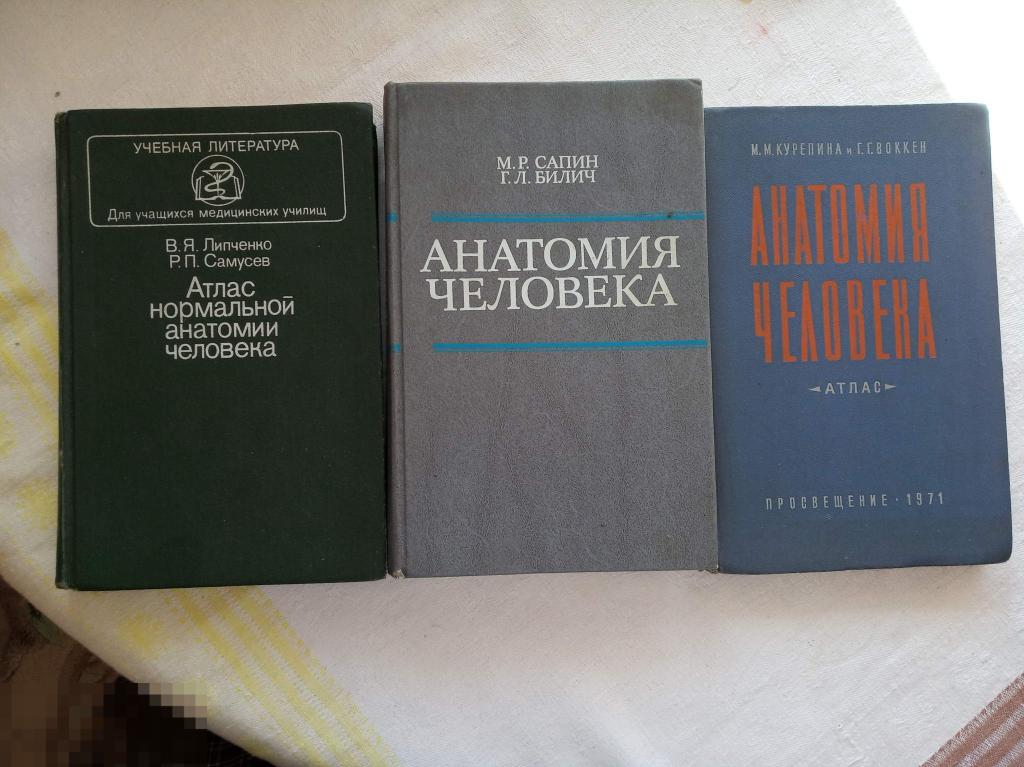 УЧЕБНАЯ ЛИТЕРАТУРА
Для учащихся медицинских училищ
В.Я. Липченко
Р.П. Самусев
Атлас
нормальной
анатомии
человека
М.Р. САПИН
Г.Л. БИЛИЧ
АНАТОМИЯ
ЧЕЛОВЕКА
М.М.КУРЕПИНА и Г.Г.ВОККЕН
АНАТОМИЯ
ЧЕЛОВЕКА
АТЛАС
ПРОСВЕЩЕНИЕ · 1971